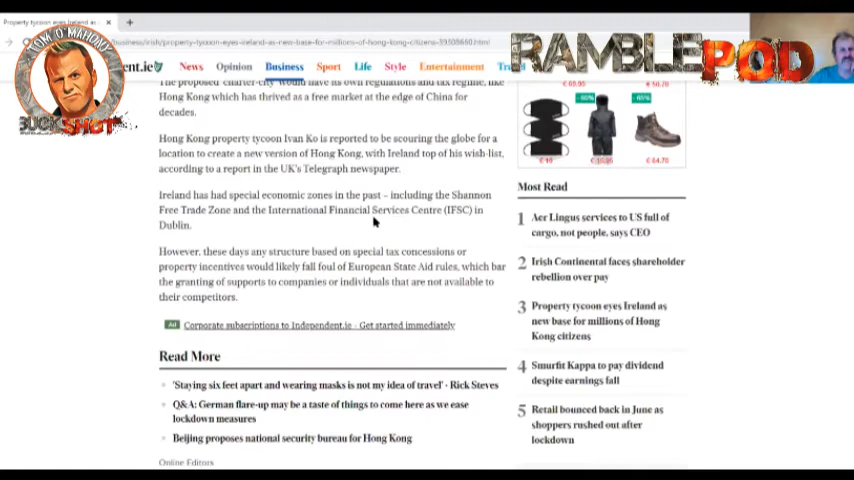 Property tycoon eyes Ireland as
business/irish/property-tycoon-eyes-ireland-as-new-base-for-millions-of-hong-kong-citizens-39308660.html
TOM O'MAHONY
BUCKSHOT
RAMBLEPOD
ent.ie
News Opinion Business Sport Life Style Entertainment Tra
The proposed charter-city would have its own regulations and tax regime, like
Hong Kong which has thrived as a free market at the edge of China for
decades.
Hong Kong property tycoon Ivan Ko is reported to be scouring the globe for a
location to create a new version of Hong Kong, with Ireland top of his wish-list,
according to a report in the UK's Telegraph newspaper.
Ireland has had special economic zones in the past – including the Shannon
Free Trade Zone and the International Financial Services Centre (IFSC) in
Dublin.
However, these days any structure based on special tax concessions or
property incentives would likely fall foul of European State Aid rules, which bar
the granting of supports to companies or individuals that are not available to
their competitors.
Ad Corporate subscriptions to Independent.ie - Get started immediately
Read More
'Staying six feet apart and wearing masks is not my idea of travel' - Rick Steves
Q&A: German flare-up may be a taste of things to come here as we ease
lockdown measures
Beijing proposes national security bureau for Hong Kong
Online Editors
-60% -60%
€ 64.70
Most Read
1 Aer Lingus services to US full of
cargo, not people, says CEO
2 Irish Continental faces shareholder
rebellion over pay
3 Property tycoon eyes Ireland as
new base for millions of Hong
Kong citizens
4 Smurfit Kappa to pay dividend
despite earnings fall
5 Retail bounced back in June as
shoppers rushed out after
lockdown